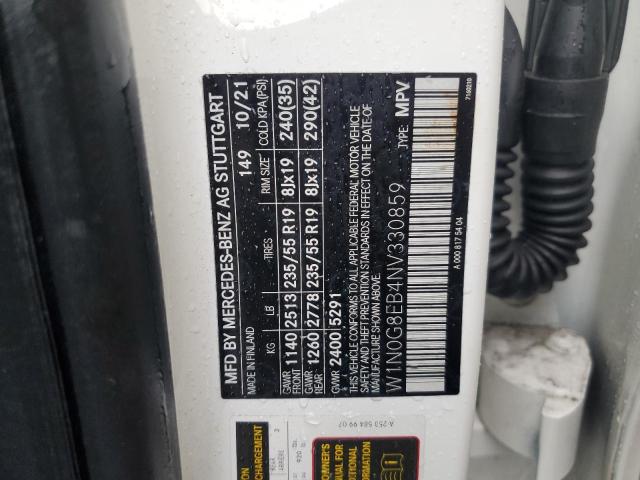 MFD BY MERCEDES-BENZ AG STUTTGART
MADE IN FINLAND 149 10/21
KG LB TIRES RIM SIZE COLD KPA(PSI)
GAWR FRONT 1140 2513 235/55 R19 8Jx19 240(35)
GAWR REAR 1260 2778 235/55 R19 8Jx19 290(42)
GVWR 2400 5291
THIS VEHICLE CONFORMS TO ALL APPLICABLE FEDERAL MOTOR VEHICLE
AND THEFT PREVENTION STANDARDS IN EFFECT ON THE DATE OF
MANUFACTURE SHOWN ABOVE.
W1N0G8EB4NV330859 TYPE: MPV
A 000 817 54 04 7160210
A-253 584 99 07